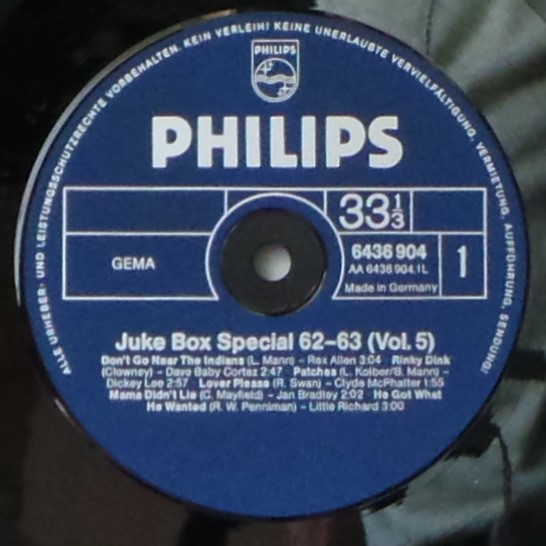 ALLE URHEBER- UND LEISTUNGSSCHUTZRECHTE VORBEHALTEN. KEIN VERLEIH! KEINE UNERLAUBTE VERVIELFÄLTIGUNG, VERMIETUNG, AUFFÜHRUNG, SENDUNG!
PHILIPS
PHILIPS
33 1/3
GEMA
6436 904
AA 6436 904.1L
Made in Germany
1
Juke Box Special 62–63 (Vol. 5)
Don't Go Near The Indians (L. Mann) – Rex Allen 3:04 Rinky Dink
(Clowney) – Dave Baby Cortez 2:47 Patches (L. Kolber/B. Mann) –
Dickey Lee 2:57 Lover Please (R. Swan) – Clyde McPhatter 1:55
Mama Didn't Lie (C. Mayfield) – Jan Bradley 2:02 He Got What
He Wanted (R. W. Penniman) – Little Richard 3:00